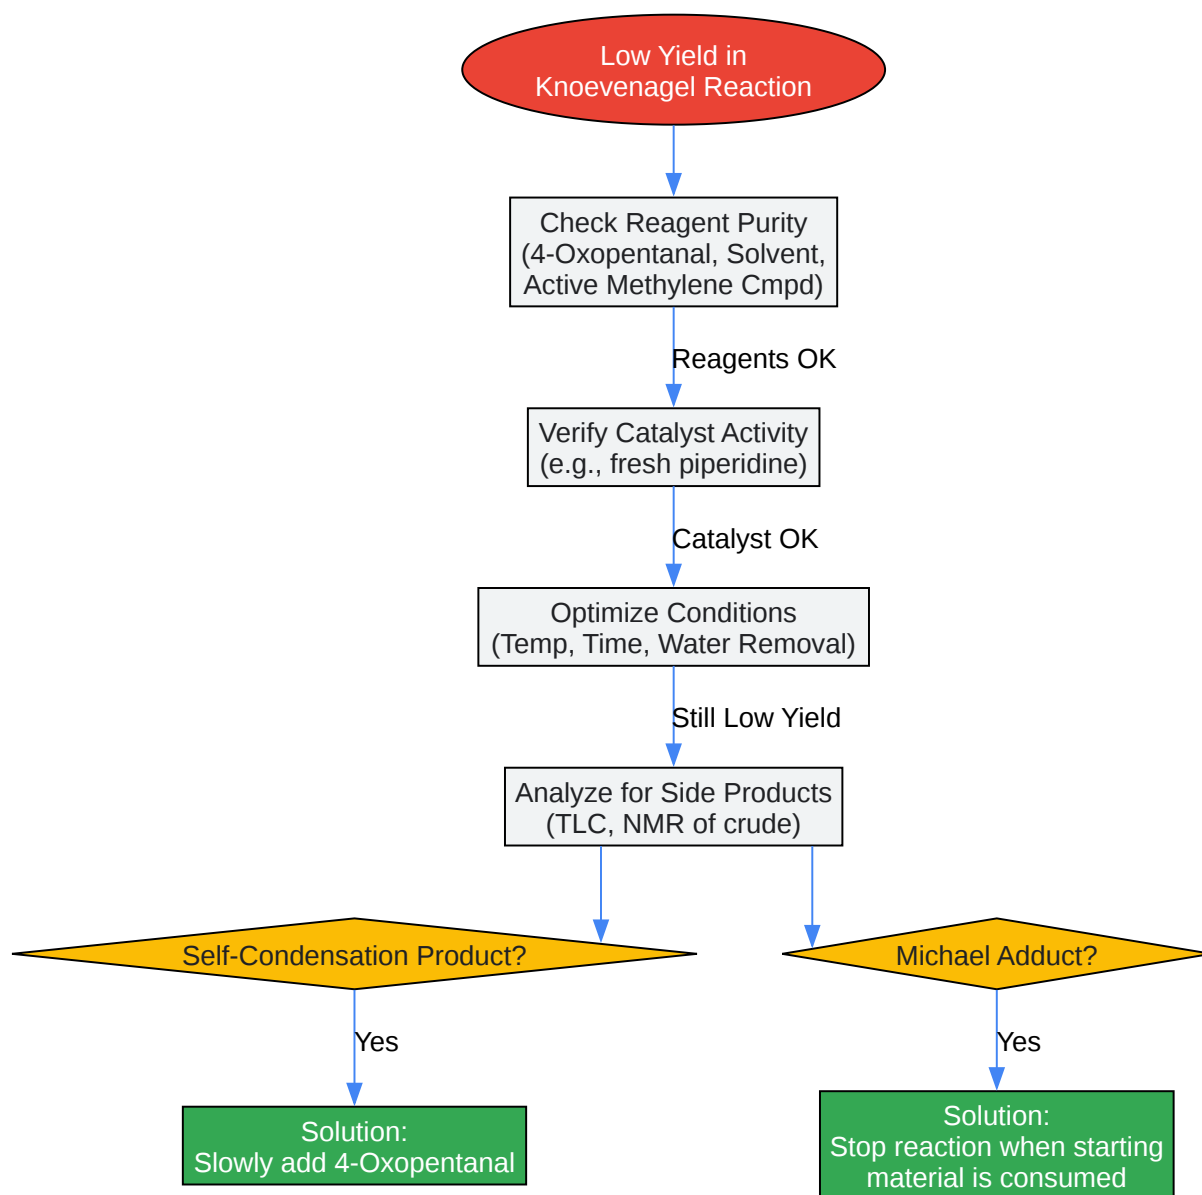 Low Yield in
Knoevenagel Reaction
Check Reagent Purity
(4-Oxopentanal, Solvent,
Active Methylene Cmpd)
Reagents OK
Verify Catalyst Activity
(e.g., fresh piperidine)
Catalyst OK
Optimize Conditions
(Temp, Time, Water Removal)
Still Low Yield
Analyze for Side Products
(TLC, NMR of crude)
Self-Condensation Product?
Michael Adduct?
Yes
Yes
Solution:
Slowly add 4-Oxopentanal
Solution:
Stop reaction when starting
material is consumed